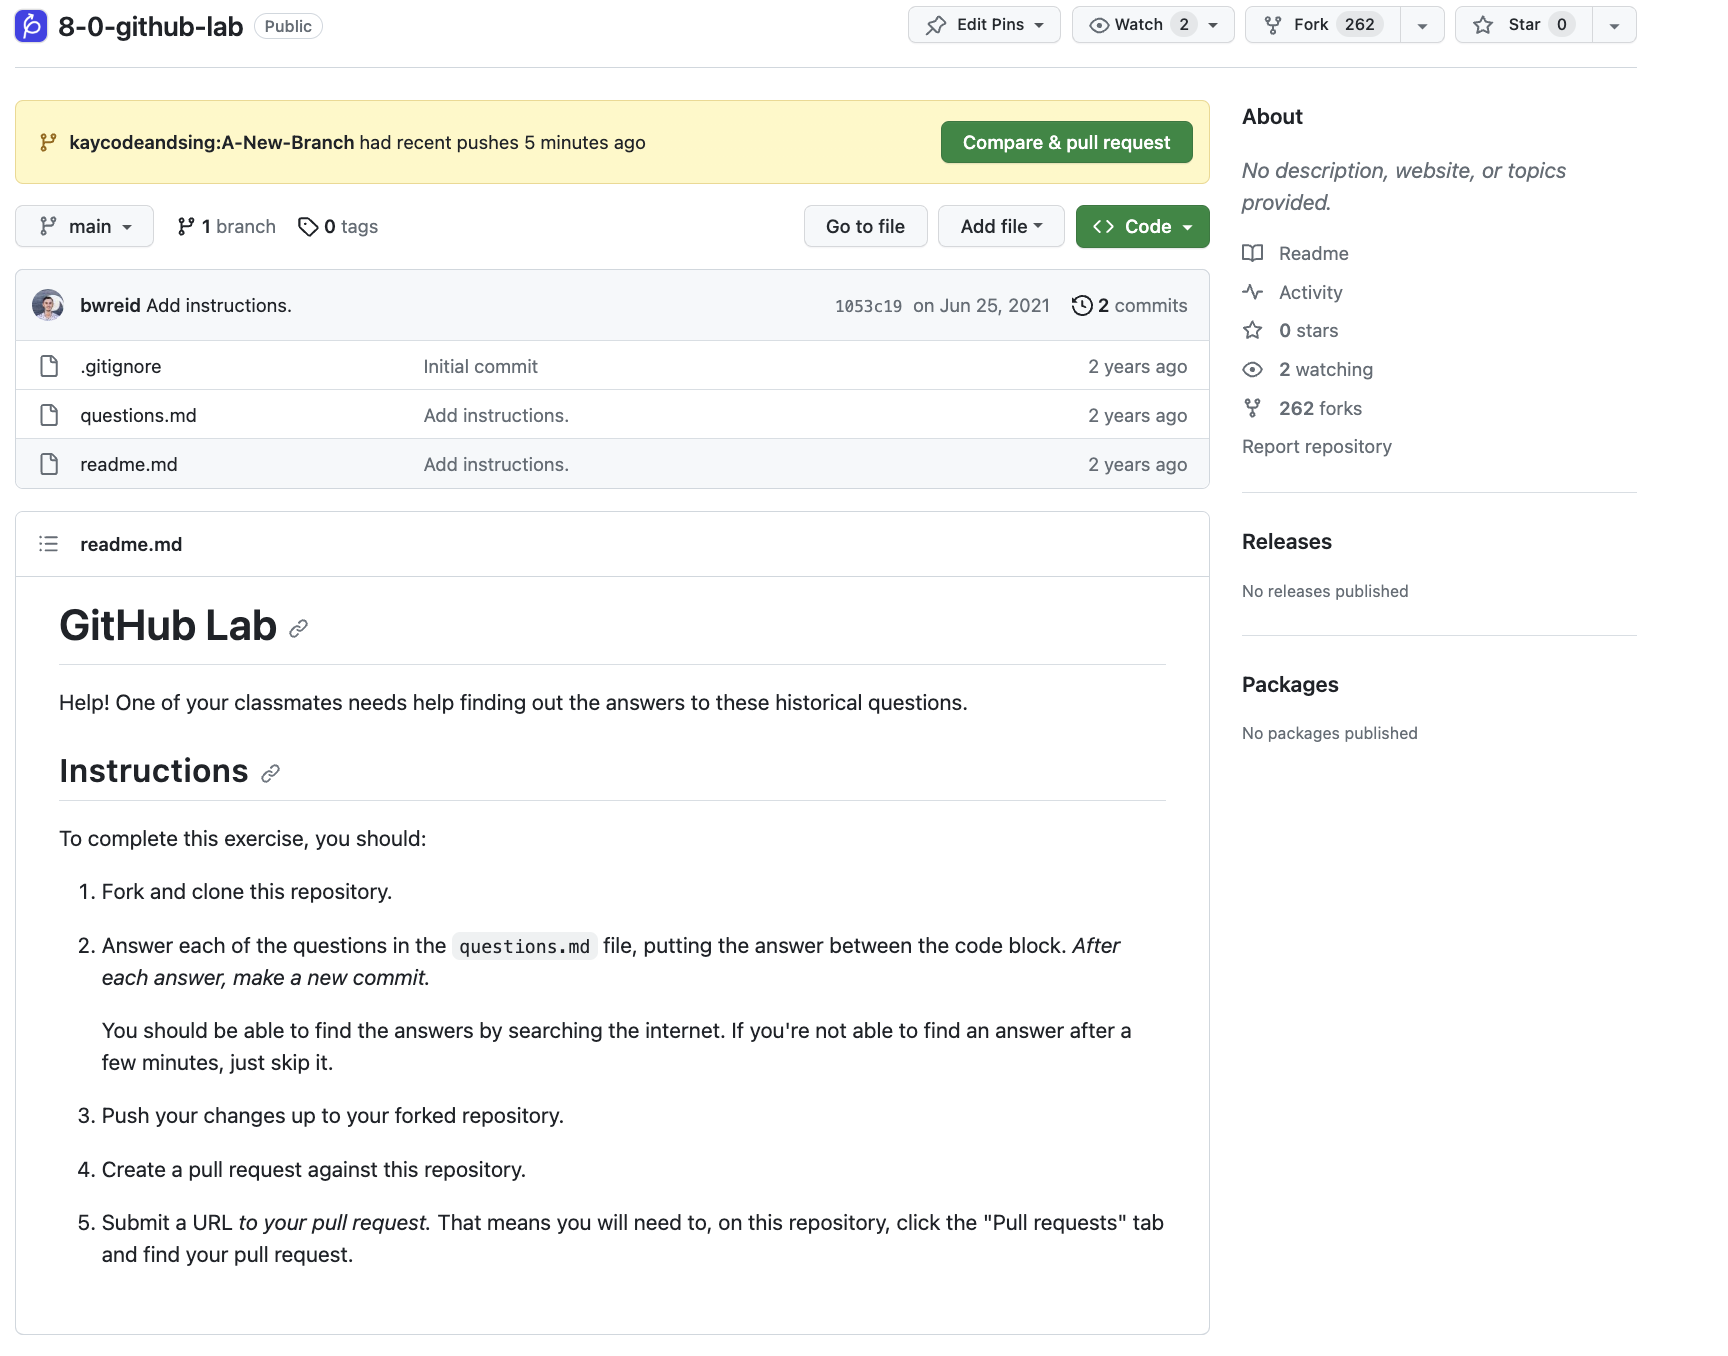 8-0-github-lab Public Edit Pins Watch 2 Fork 262 Star 0
kaycodeandsing:A-New-Branch had recent pushes 5 minutes ago Compare & pull request
main 1 branch 0 tags Go to file Add file Code
bwreid Add instructions. 1053c19 on Jun 25, 2021 2 commits
.gitignore Initial commit 2 years ago
questions.md Add instructions. 2 years ago
readme.md Add instructions. 2 years ago
readme.md
GitHub Lab
Help! One of your classmates needs help finding out the answers to these historical questions.
Instructions
To complete this exercise, you should:
1. Fork and clone this repository.
2. Answer each of the questions in the questions.md file, putting the answer between the code block. After
each answer, make a new commit.
You should be able to find the answers by searching the internet. If you're not able to find an answer after a
few minutes, just skip it.
3. Push your changes up to your forked repository.
4. Create a pull request against this repository.
5. Submit a URL to your pull request. That means you will need to, on this repository, click the "Pull requests" tab
and find your pull request.
About
No description, website, or topics
provided.
Readme
Activity
0 stars
2 watching
262 forks
Report repository
Releases
No releases published
Packages
No packages published